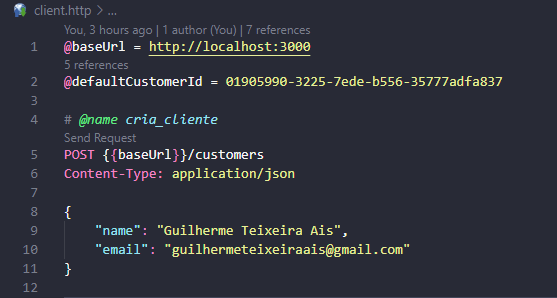 client.http > ...
You, 3 hours ago | 1 author (You) | 7 references
1 @baseUrl = http://localhost:3000
5 references
2 @defaultCustomerId = 01905990-3225-7ede-b556-35777adfa837
3
4 # @name cria_cliente
Send Request
5 POST {{baseUrl}}/customers
6 Content-Type: application/json
7
8 {
9 "name": "Guilherme Teixeira Ais",
10 "email": "guilhermeteixeiraais@gmail.com"
11 }
12